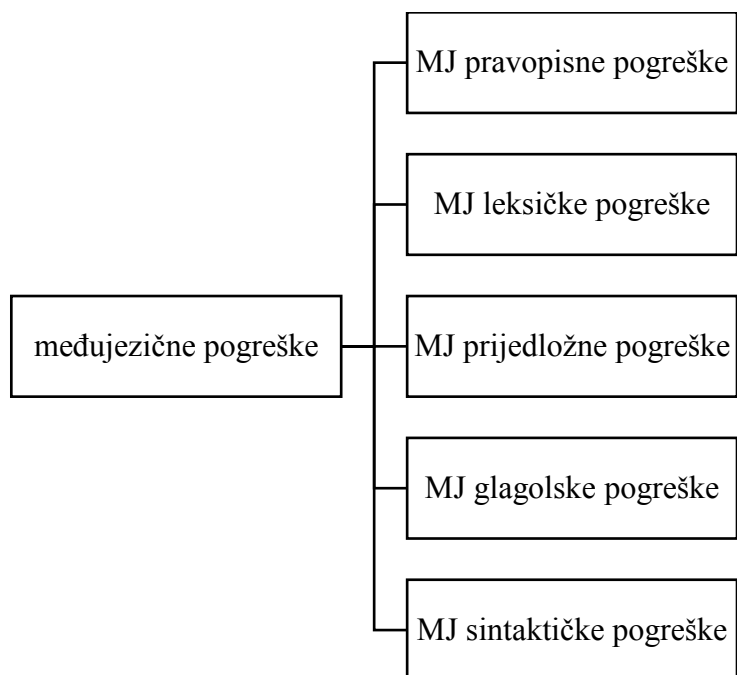 međujezične pogreške
MJ pravopisne pogreške
MJ leksičke pogreške
MJ prijedložne pogreške
MJ glagolske pogreške
MJ sintaktičke pogreške